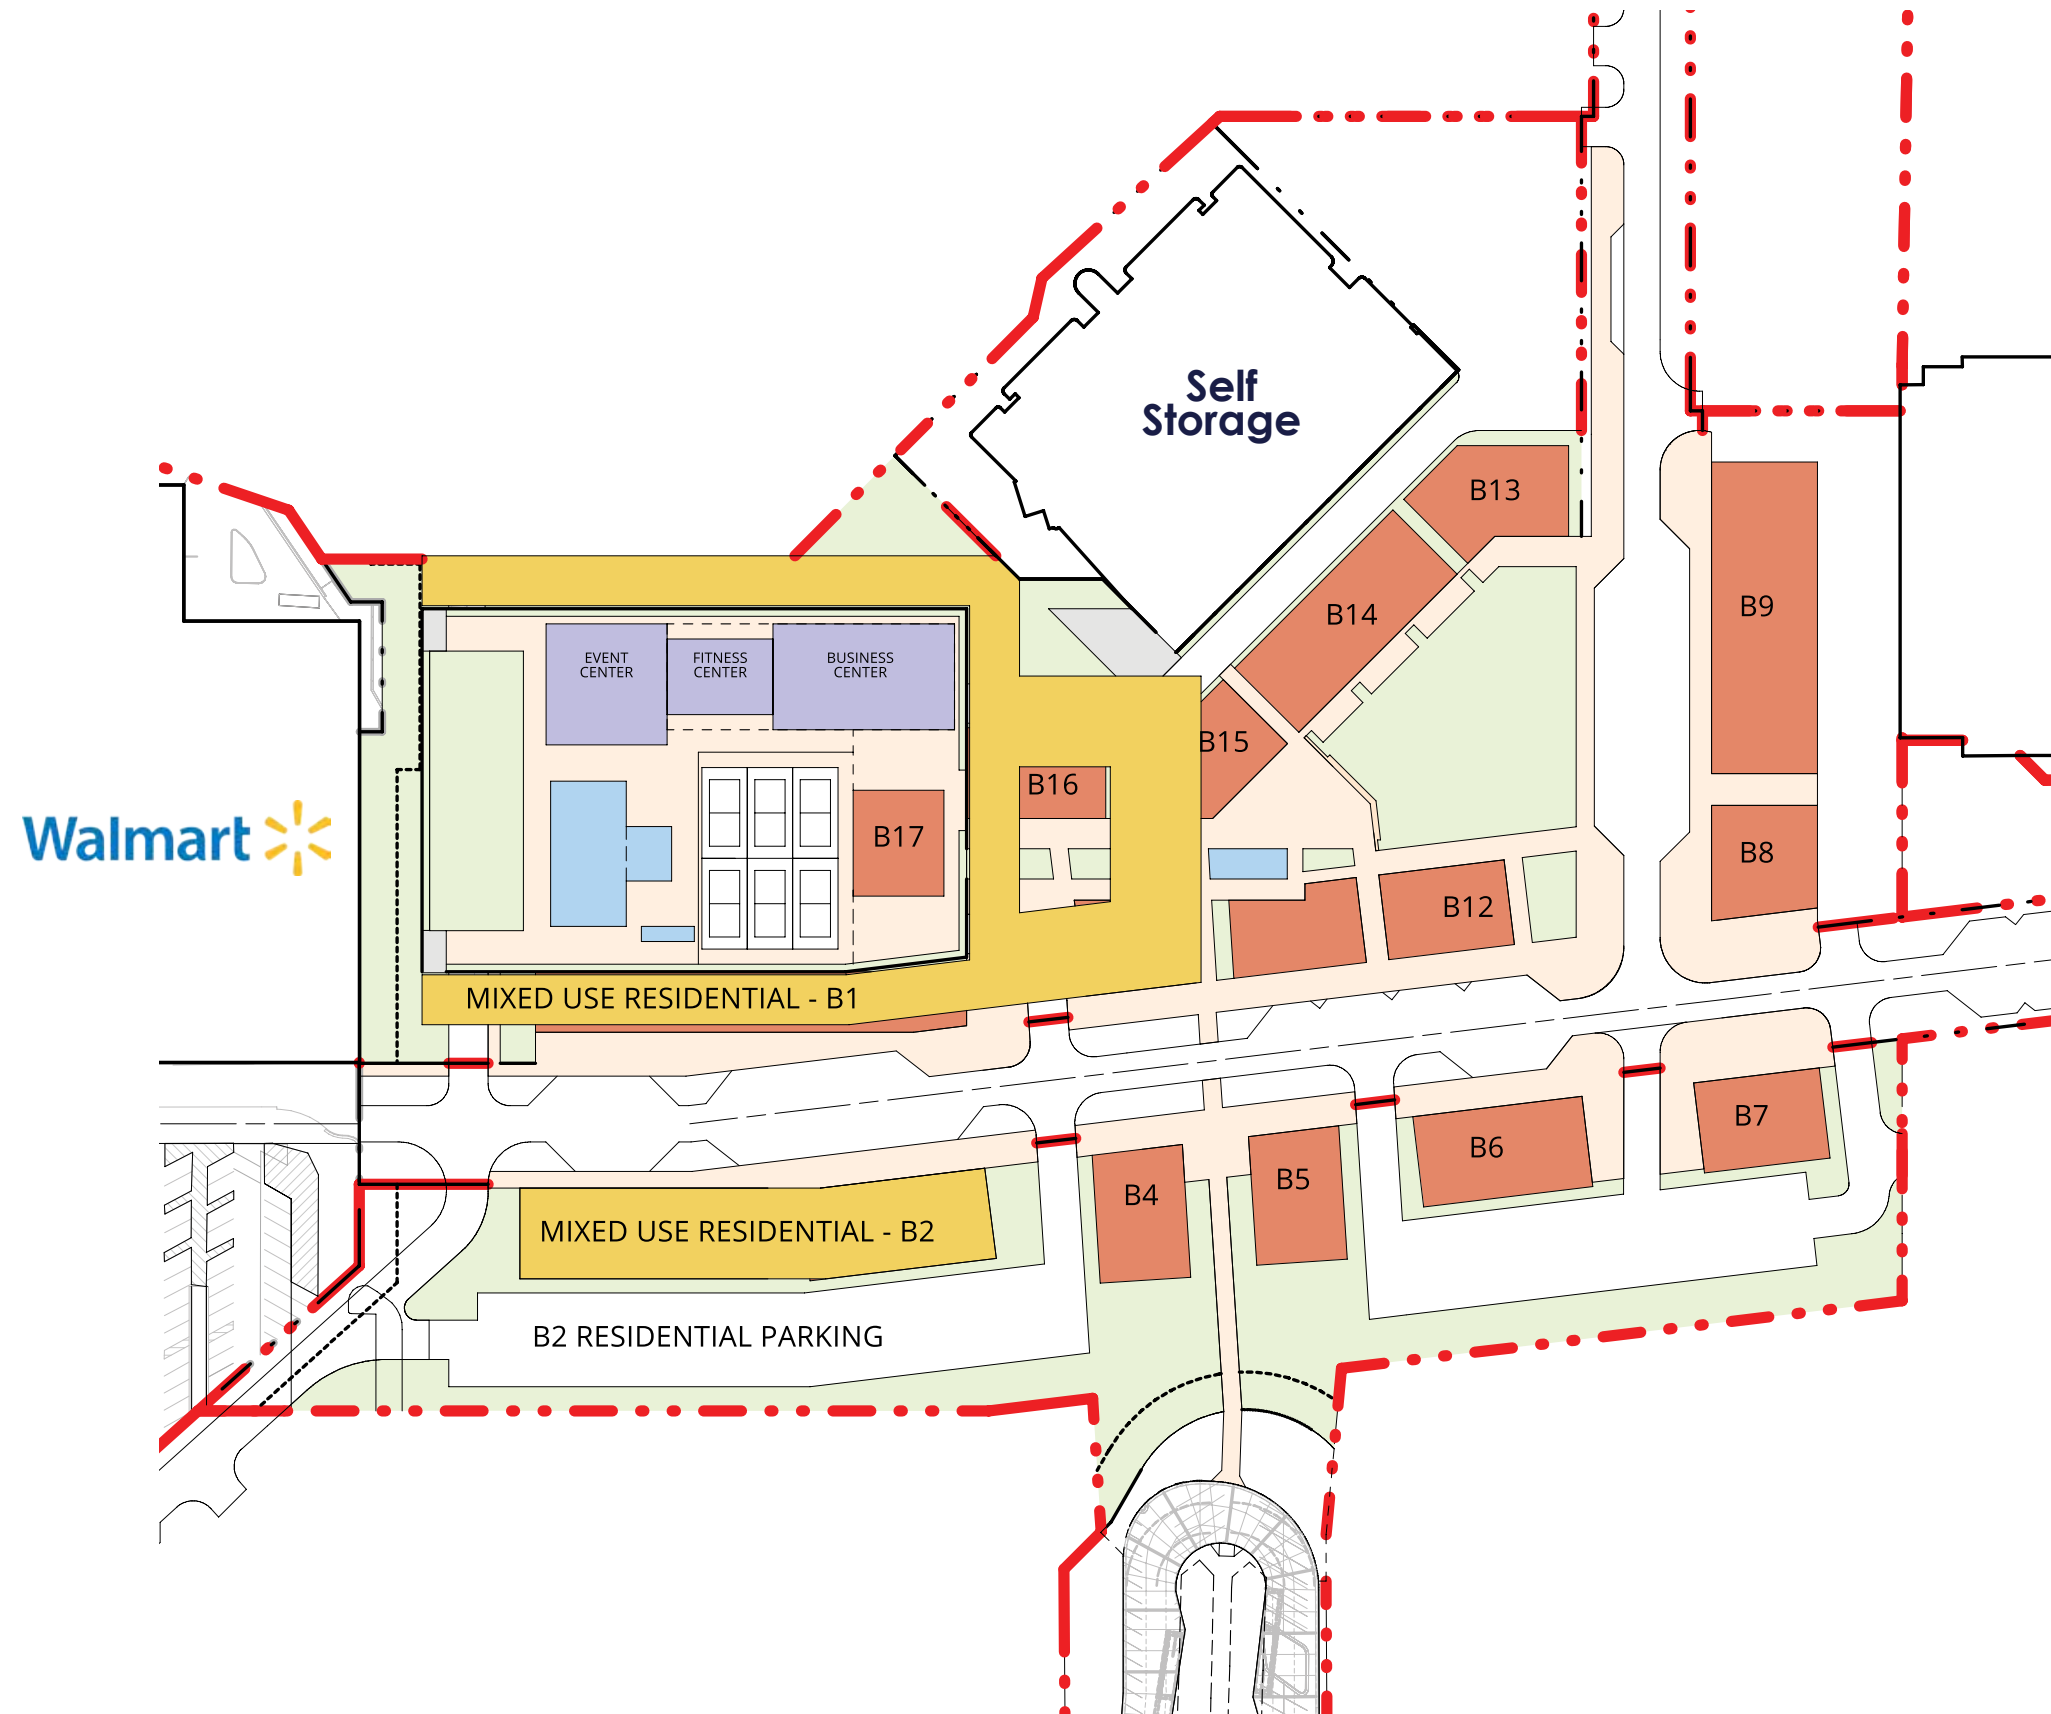 Self
Storage
B13
B14
B9
EVENT
CENTER
FITNESS
CENTER
BUSINESS
CENTER
B15
B16
Walmart
B17
B8
B12
MIXED USE RESIDENTIAL - B1
B7
B6
B5
B4
MIXED USE RESIDENTIAL - B2
B2 RESIDENTIAL PARKING